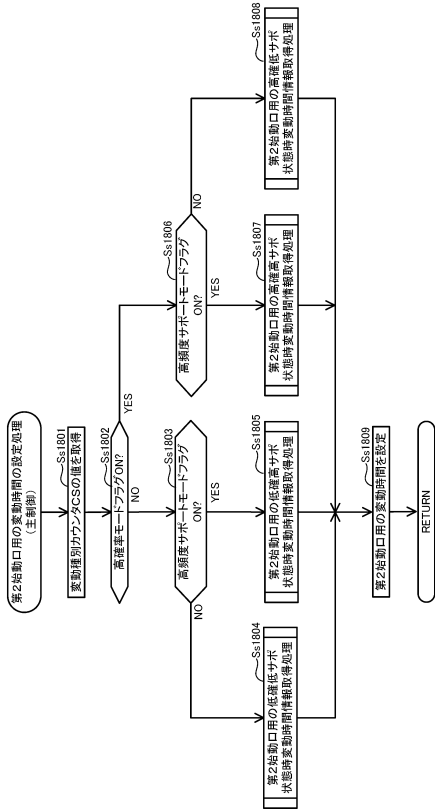 第2始動口用の変動時間の設定処理
（主制御）
Ss1801
変動種別カウンタCSの値を取得
Ss1802
高確率モードフラグON?
YES
NO
Ss1803
高頻度サポートモードフラグ
ON?
NO
YES
Ss1806
高頻度サポートモードフラグ
ON?
NO
YES
Ss1804
第2始動口用の低確低サポ
状態時変動時間情報取得処理
Ss1805
第2始動口用の低確高サポ
状態時変動時間情報取得処理
Ss1807
第2始動口用の高確高サポ
状態時変動時間情報取得処理
Ss1808
第2始動口用の高確低サポ
状態時変動時間情報取得処理
Ss1809
第2始動口用の変動時間を設定
RETURN